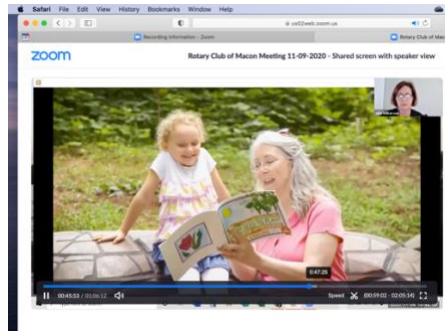 Safari File Edit View History Bookmarks Window Help
us02web.zoom.us
Recording Information - Zoom
Rotary Club of Mac
zoom
Rotary Club of Macon Meeting 11-09-2020 - Shared screen with speaker view
0:47:25
00:45:53 / 01:06:12
Speed
(00:59:02 - 02:05:14)